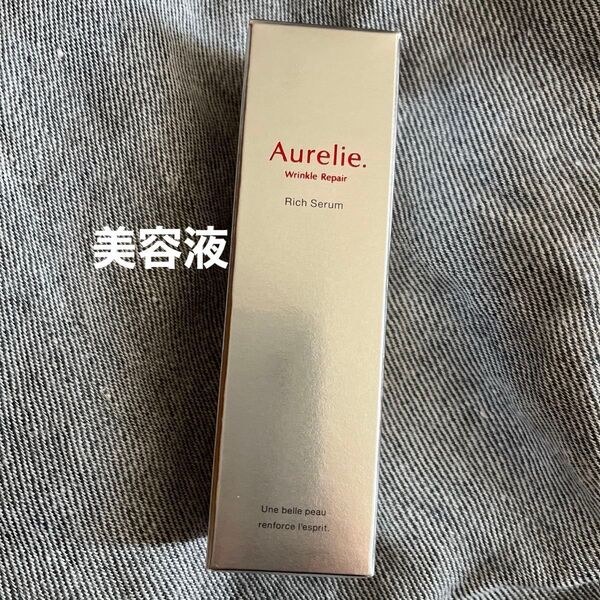 Aurelie.
Wrinkle Repair
Rich Serum
美容液
Une belle peau
renforce l'esprit.